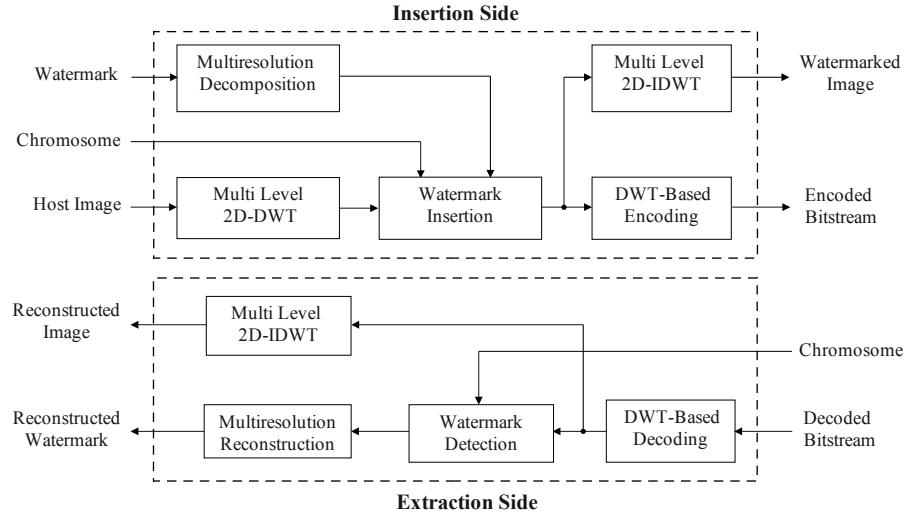 Insertion Side
Watermark
Multiresolution
Decomposition
Multi Level
2D-IDWT
Watermarked
Image
Chromosome
Host Image
Multi Level
2D-DWT
Watermark
Insertion
DWT-Based
Encoding
Encoded
Bitstream
Reconstructed
Image
Multi Level
2D-IDWT
Chromosome
Reconstructed
Watermark
Multiresolution
Reconstruction
Watermark
Detection
DWT-Based
Decoding
Decoded
Bitstream
Extraction Side